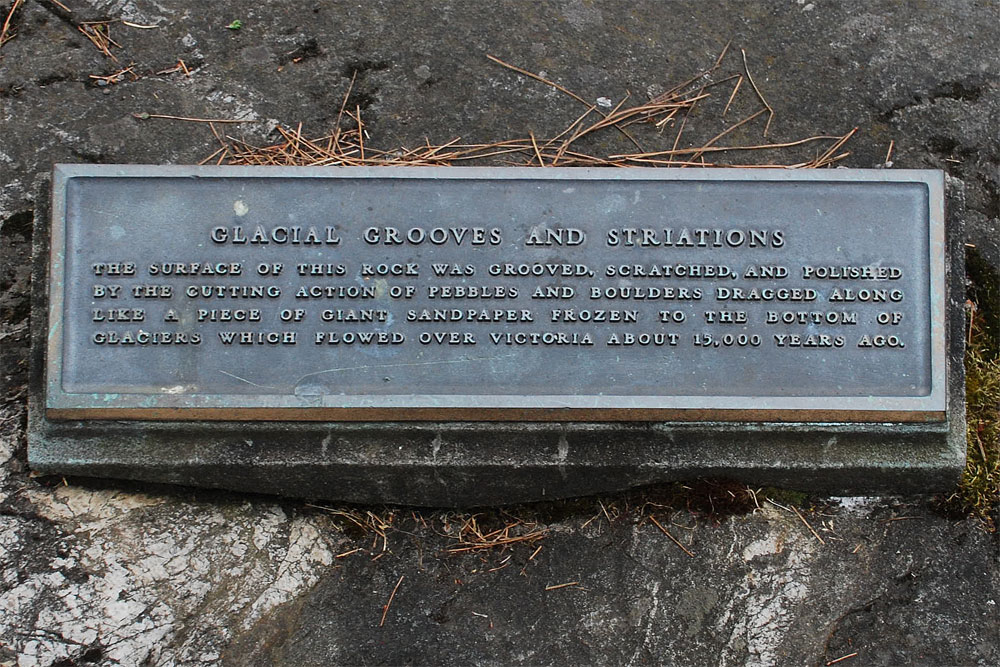 GLACIAL GROOVES AND STRIATIONS
THE SURFACE OF THIS ROCK WAS GROOVED, SCRATCHED, AND POLISHED
BY THE CUTTING ACTION OF PEBBLES AND BOULDERS DRAGGED ALONG
LIKE A PIECE OF GIANT SANDPAPER FROZEN TO THE BOTTOM OF
GLACIERS WHICH FLOWED OVER VICTORIA ABOUT 15,000 YEARS AGO.